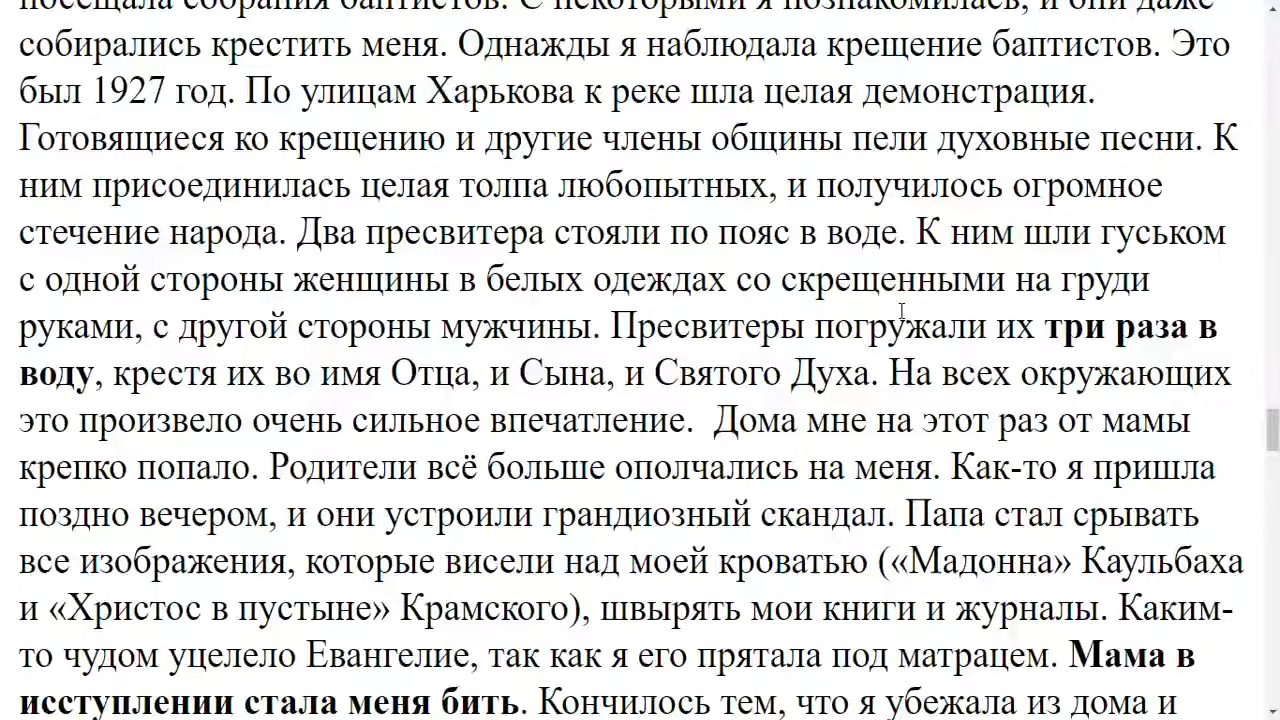 посещала собрания баптистов. С некоторыми я познакомилась, и они даже
собирались крестить меня. Однажды я наблюдала крещение баптистов. Это
был 1927 год. По улицам Харькова к реке шла целая демонстрация.
Готовящиеся ко крещению и другие члены общины пели духовные песни. К
ним присоединилась целая толпа любопытных, и получилось огромное
стечение народа. Два пресвитера стояли по пояс в воде. К ним шли гуськом
с одной стороны женщины в белых одеждах со скрещенными на груди
руками, с другой стороны мужчины. Пресвитеры погружали их три раза в
воду, крестя их во имя Отца, и Сына, и Святого Духа. На всех окружающих
это произвело очень сильное впечатление.  Дома мне на этот раз от мамы
крепко попало. Родители всё больше ополчались на меня. Как-то я пришла
поздно вечером, и они устроили грандиозный скандал. Папа стал срывать
все изображения, которые висели над моей кроватью («Мадонна» Каульбаха
и «Христос в пустыне» Крамского), швырять мои книги и журналы. Каким-
то чудом уцелело Евангелие, так как я его прятала под матрацем. Мама в
исступлении стала меня бить. Кончилось тем, что я убежала из дома и